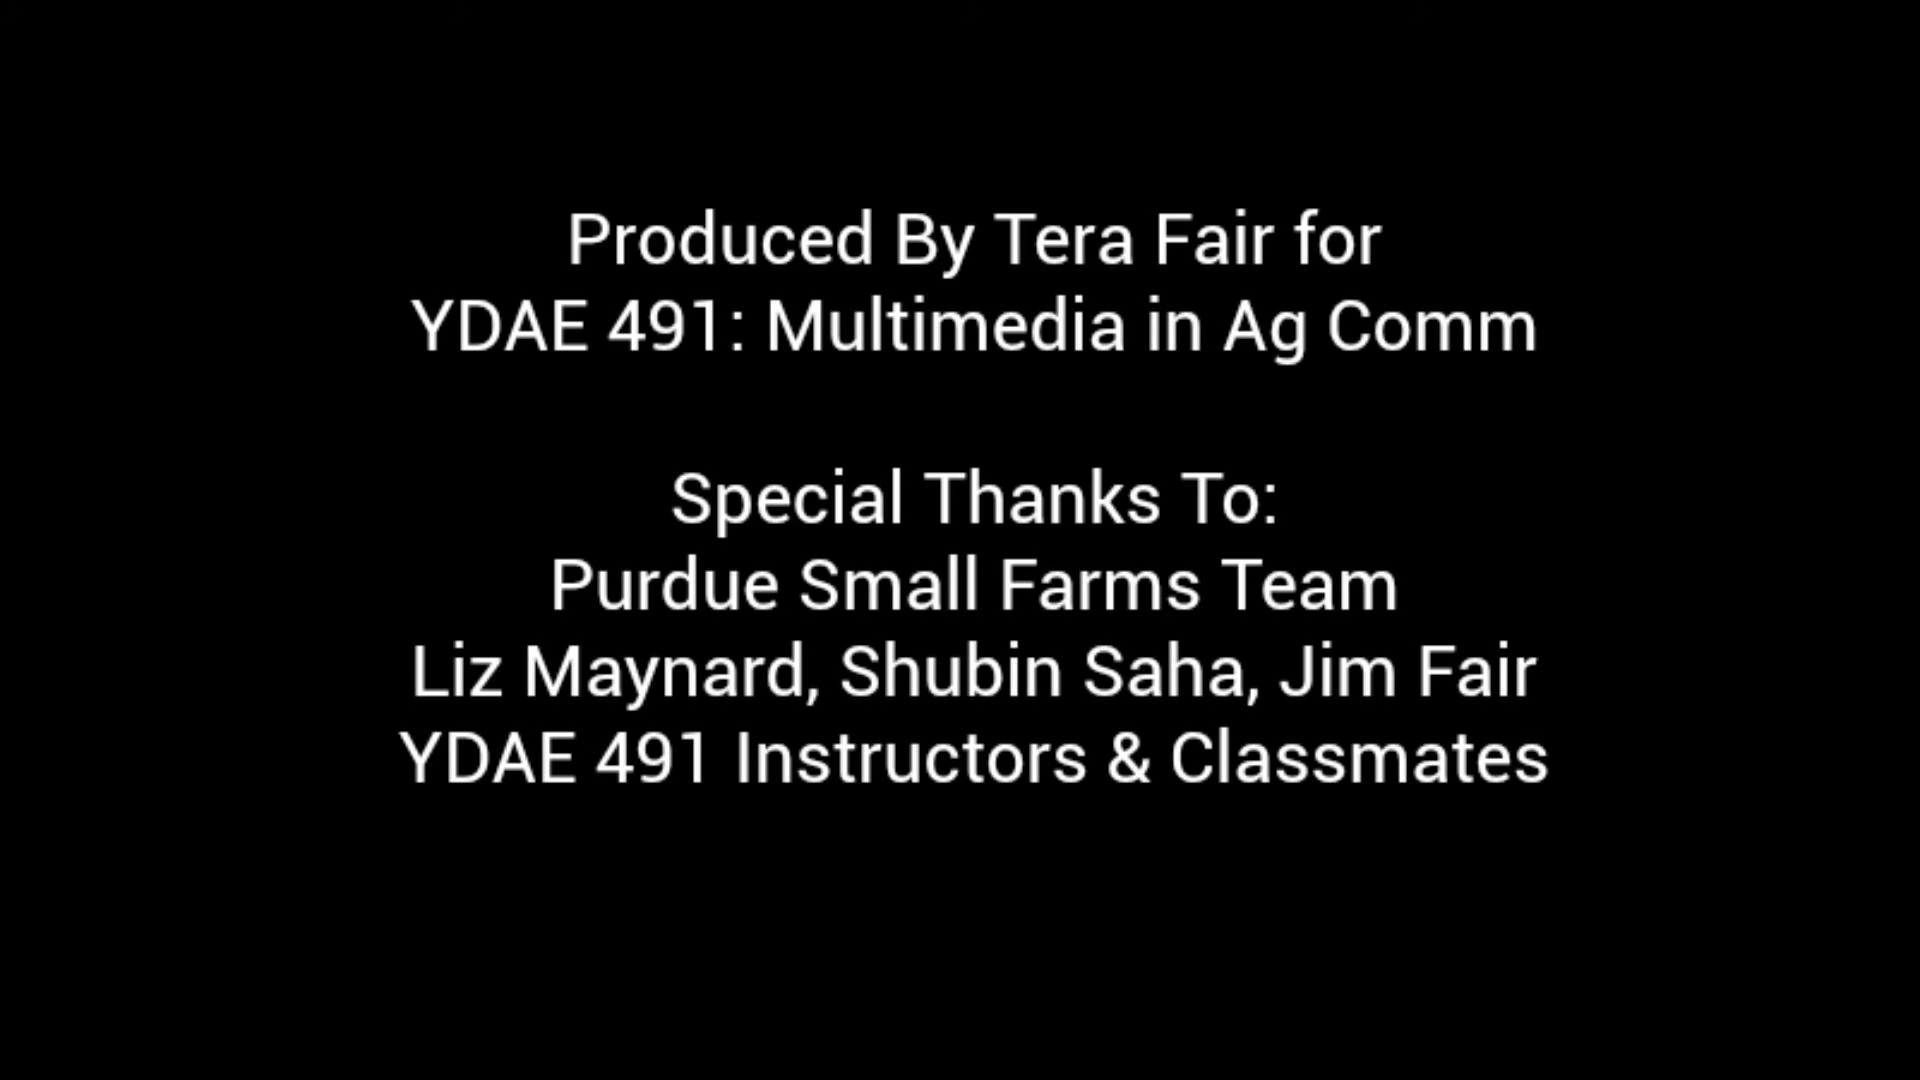 Produced By Tera Fair for
YDAE 491: Multimedia in Ag Comm
Special Thanks To:
Purdue Small Farms Team
Liz Maynard, Shubin Saha, Jim Fair
YDAE 491 Instructors & Classmates